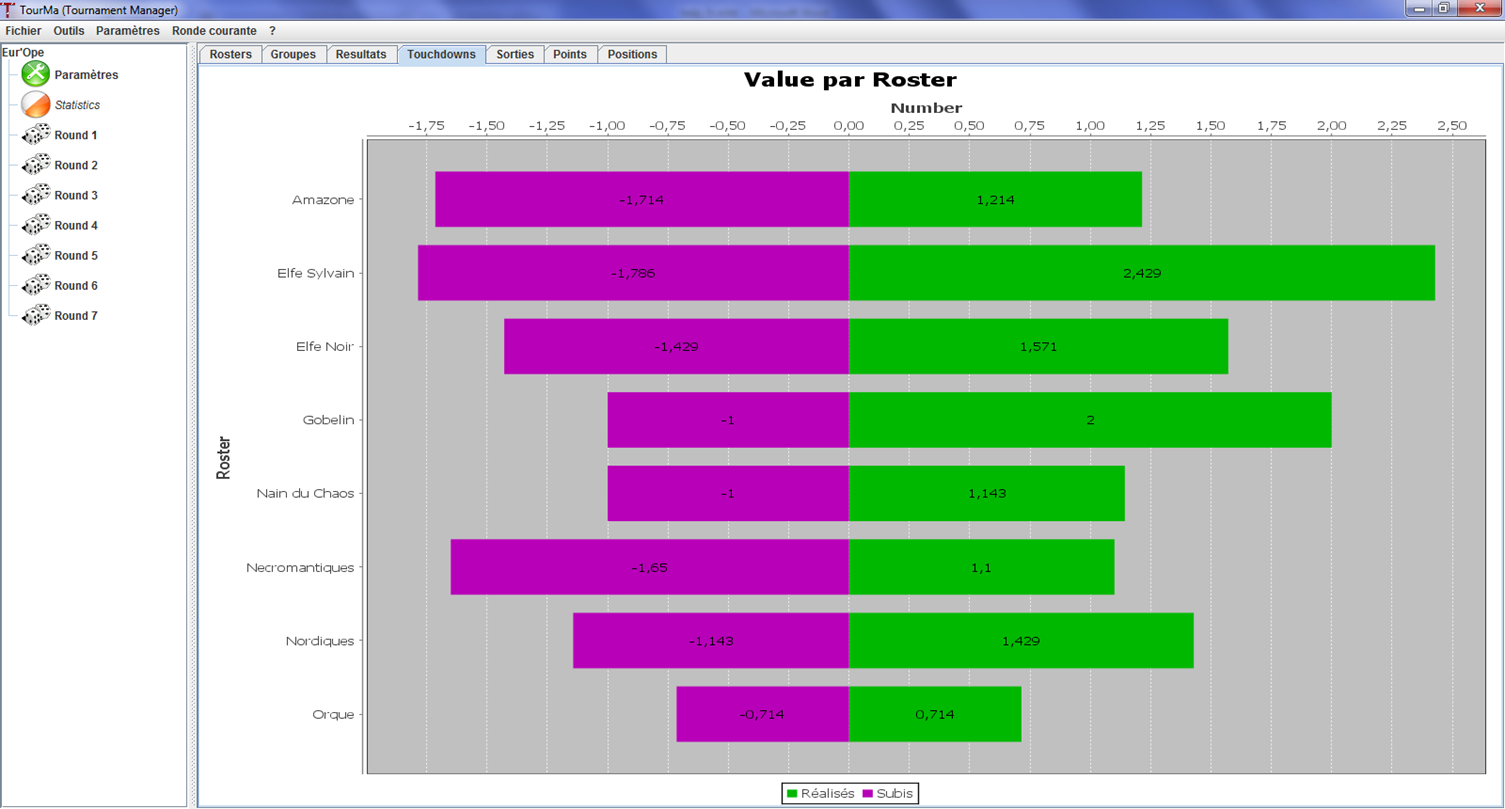 TourMa (Tournament Manager)
Fichier Outils Paramètres Ronde courante ?
Eur'Ope
Paramètres
Statistics
Round 1
Round 2
Round 3
Round 4
Round 5
Round 6
Round 7
Rosters Groupes Resultats Touchdowns Sorties Points Positions
Value par Roster
Number
-1,75 -1,50 -1,25 -1,00 -0,75 -0,50 -0,25 0,00 0,25 0,50 0,75 1,00 1,25 1,50 1,75 2,00 2,25 2,50
Roster
Amazone -1,714 1,214
Elfe Sylvain -1,786 2,429
Elfe Noir -1,429 1,571
Gobelin -1 2
Nain du Chaos -1 1,143
Necromantiques -1,65 1,1
Nordiques -1,143 1,429
Orque -0,714 0,714
Réalisés Subis